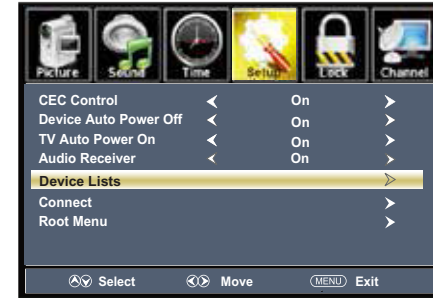 Picture Sound Time Setup Lock Channel
CEC Control On
Device Auto Power Off On
TV Auto Power On On
Audio Receiver On
Device Lists
Connect
Root Menu
Select Move MENU Exit